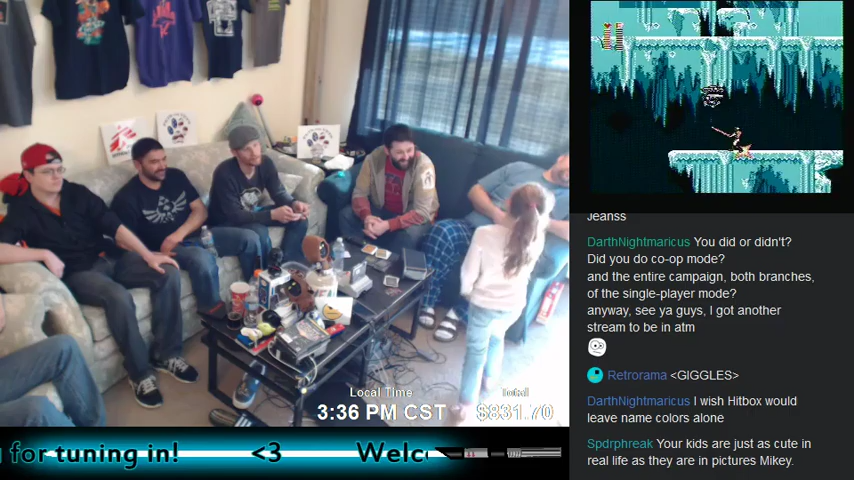 Jeanss
DarthNightmaricus You did or didn't?
Did you do co-op mode?
and the entire campaign, both branches,
of the single-player mode?
anyway, see ya guys, I got another
stream to be in atm
Retrorama <GIGGLES>
DarthNightmaricus I wish Hitbox would
leave name colors alone
Spdrphreak Your kids are just as cute in
real life as they are in pictures Mikey.
Local Time
3:36 PM CST
Total
$831.70
for tuning in! <3 Welc